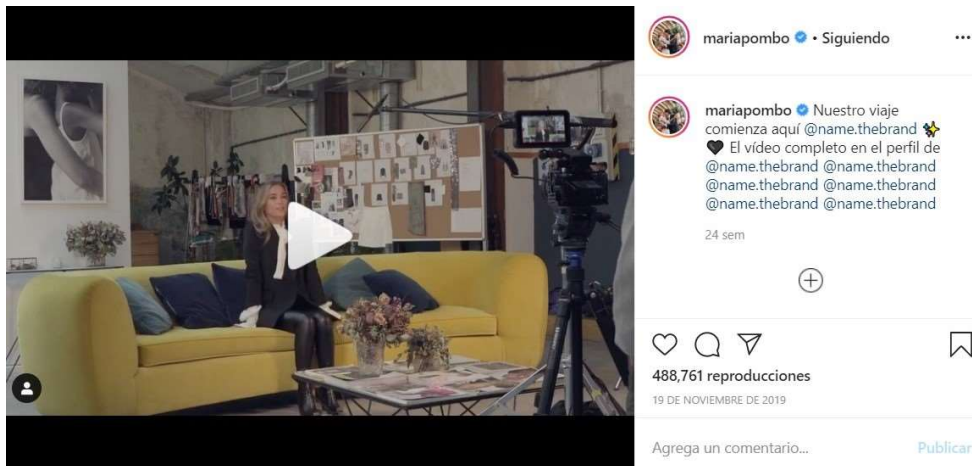 mariapombo • Siguiendo
mariapombo Nuestro viaje
comienza aquí @name.thebrand
El vídeo completo en el perfil de
@name.thebrand @name.thebrand
@name.thebrand @name.thebrand
@name.thebrand @name.thebrand
24 sem
488,761 reproducciones
19 DE NOVIEMBRE DE 2019
Agrega un comentario...
Publicar